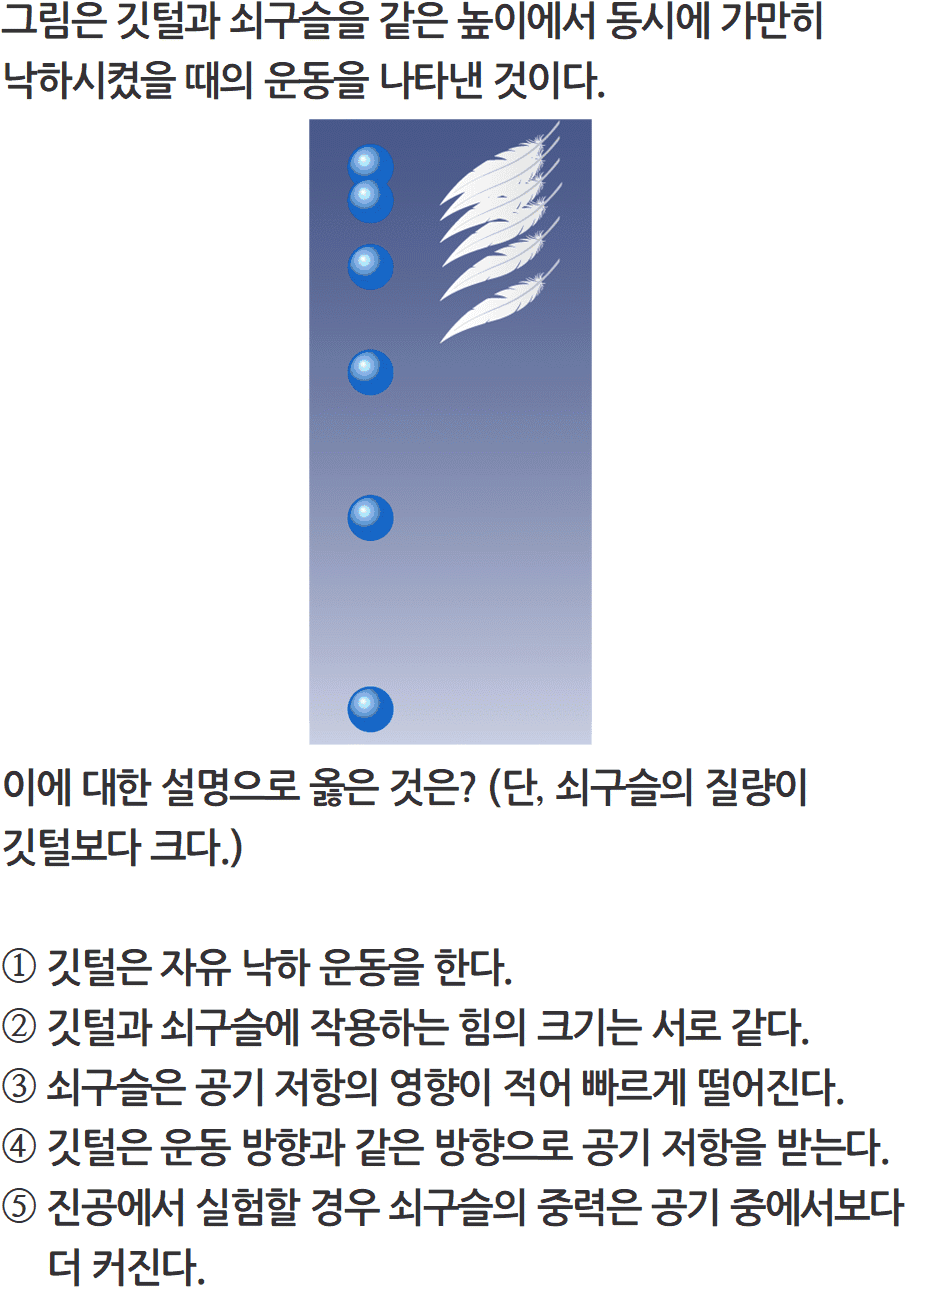 그림은 깃털과 쇠구슬을 같은 높이에서 동시에 가만히
낙하시켰을 때의 운동을 나타낸 것이다.
이에 대한 설명으로 옳은 것은? (단, 쇠구슬의 질량이
깃털보다 크다.)
① 깃털은 자유 낙하 운동을 한다.
② 깃털과 쇠구슬에 작용하는 힘의 크기는 서로 같다.
③ 쇠구슬은 공기 저항의 영향이 적어 빠르게 떨어진다.
④ 깃털은 운동 방향과 같은 방향으로 공기 저항을 받는다.
⑤ 진공에서 실험할 경우 쇠구슬의 중력은 공기 중에서보다
더 커진다.